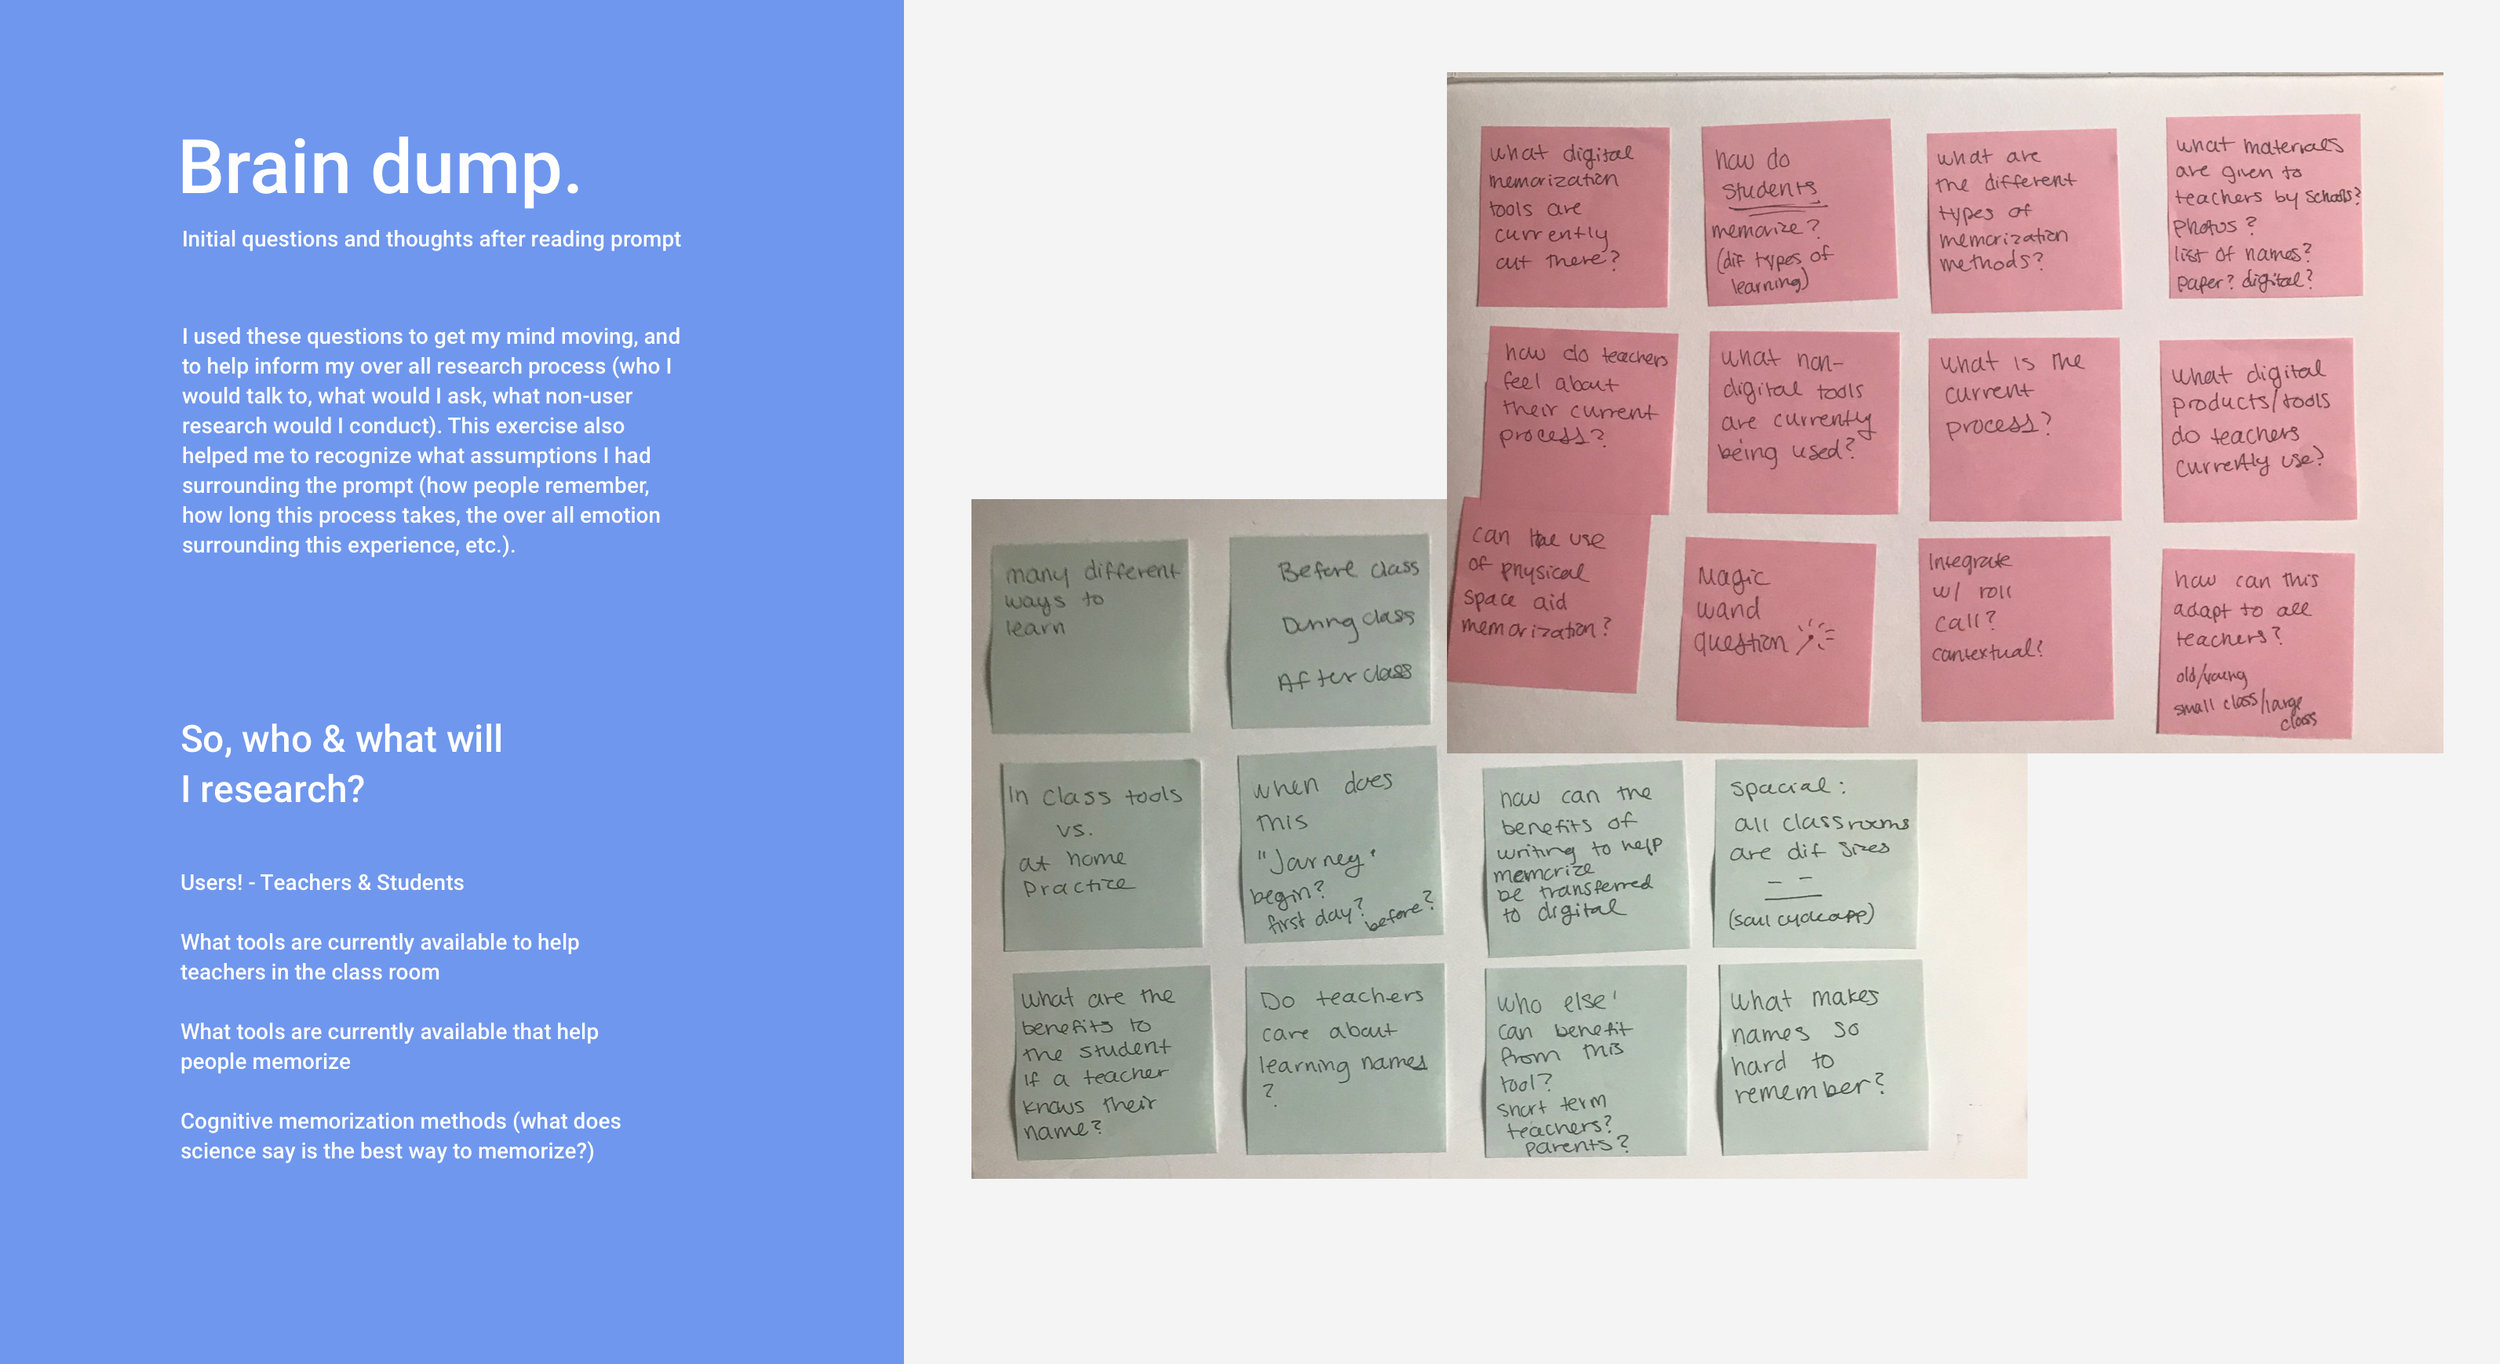 Brain dump.
Initial questions and thoughts after reading prompt
I used these questions to get my mind moving, and
to help inform my over all research process (who I
would talk to, what would I ask, what non-user
research would I conduct). This exercise also
helped me to recognize what assumptions I had
surrounding the prompt (how people remember,
how long this process takes, the over all emotion
surrounding this experience, etc.).
So, who & what will
I research?
Users! - Teachers & Students
What tools are currently available to help
teachers in the class room
What tools are currently available that help
people memorize
Cognitive memorization methods (what does
science say is the best way to memorize?)
what digital
memorization
tools are
currently
out there?
how do
students
memorize?
(dif types of
learning)
what are
the different
types of
memorization
methods?
what materials
are given to
teachers by schools?
photos?
list of names?
paper? digital?
how do teachers
feel about
their current
process?
what non-
digital tools
are currently
being used?
what is the
current
process?
what digital
products/tools
do teachers
currently use?
can the use
of physical
space aid
memorization?
Magic
wand
question
Integrate
w/ roll
call?
contextual?
how can this
adapt to all
teachers?
old/young
small class/large
class
many different
ways to
learn
Before class
During class
After class
In class tools
vs.
at home
Practice
when does
this
"Journey"
begin?
first day? before?
how can the
benefits of
writing to help
memorize
be transferred
to digital
Spacial:
all classrooms
are dif sizes
(soul cycle app)
what are the
benefits to
the student
if a teacher
knows their
name?
Do teachers
care about
learning names
?
who else
can benefit
from this
tool?
short term
teachers?
parents?
what makes
names so
hard to
remember?